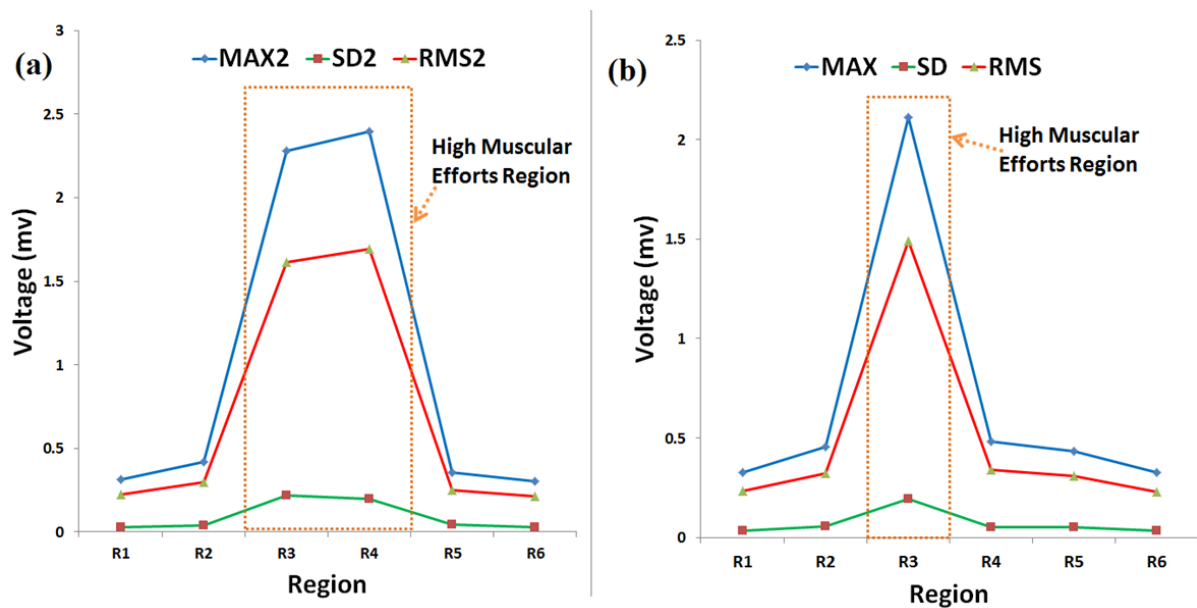 (a)
MAX2 SD2 RMS2
High Muscular
Efforts Region
Voltage (mv)
3
2.5
2
1.5
1
0.5
0
R1 R2 R3 R4 R5 R6
Region
(b)
MAX SD RMS
High Muscular
Efforts Region
Voltage (mv)
2.5
2
1.5
1
0.5
0
R1 R2 R3 R4 R5 R6
Region